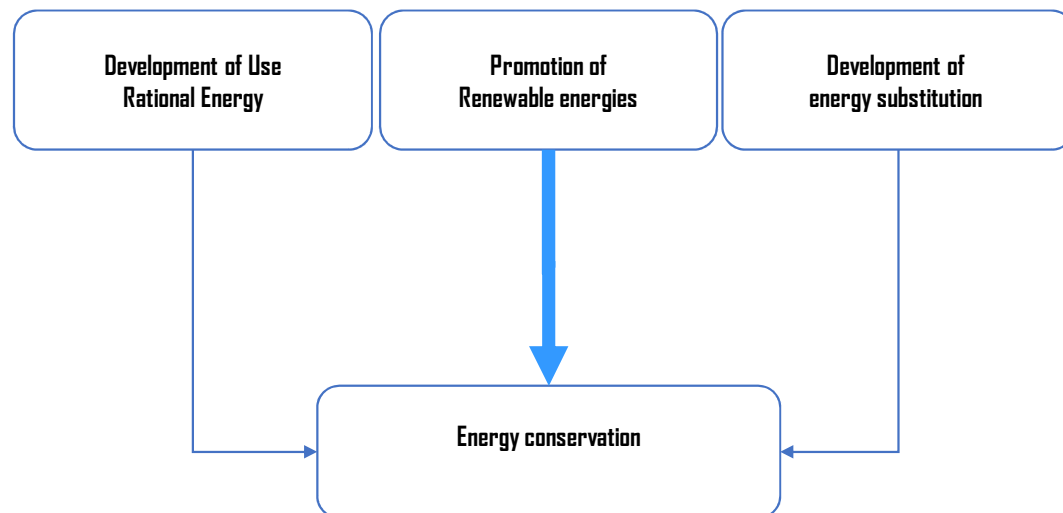 Development of Use
Rational Energy
Promotion of
Renewable energies
Development of
energy substitution
Energy conservation